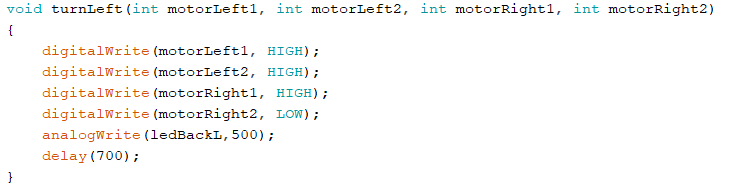 void turnLeft(int motorLeft1, int motorLeft2, int motorRight1, int motorRight2)
{
    digitalWrite(motorLeft1, HIGH);
    digitalWrite(motorLeft2, HIGH);
    digitalWrite(motorRight1, HIGH);
    digitalWrite(motorRight2, LOW);
    analogWrite(ledBackL,500);
    delay(700);
}